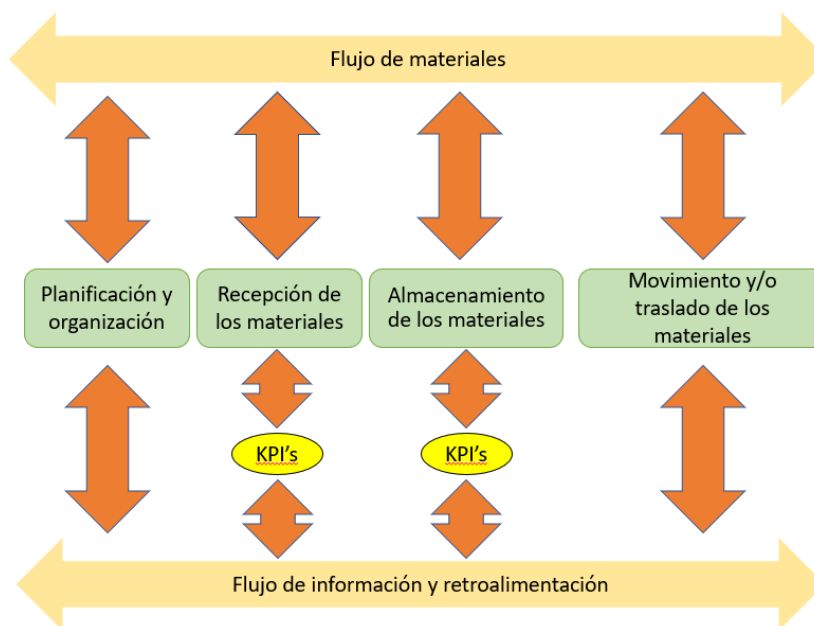 Flujo de materiales
Planificación y
organización
Recepción de
los materiales
Almacenamiento
de los materiales
Movimiento y/o
traslado de los
materiales
KPI's
KPI's
Flujo de información y retroalimentación